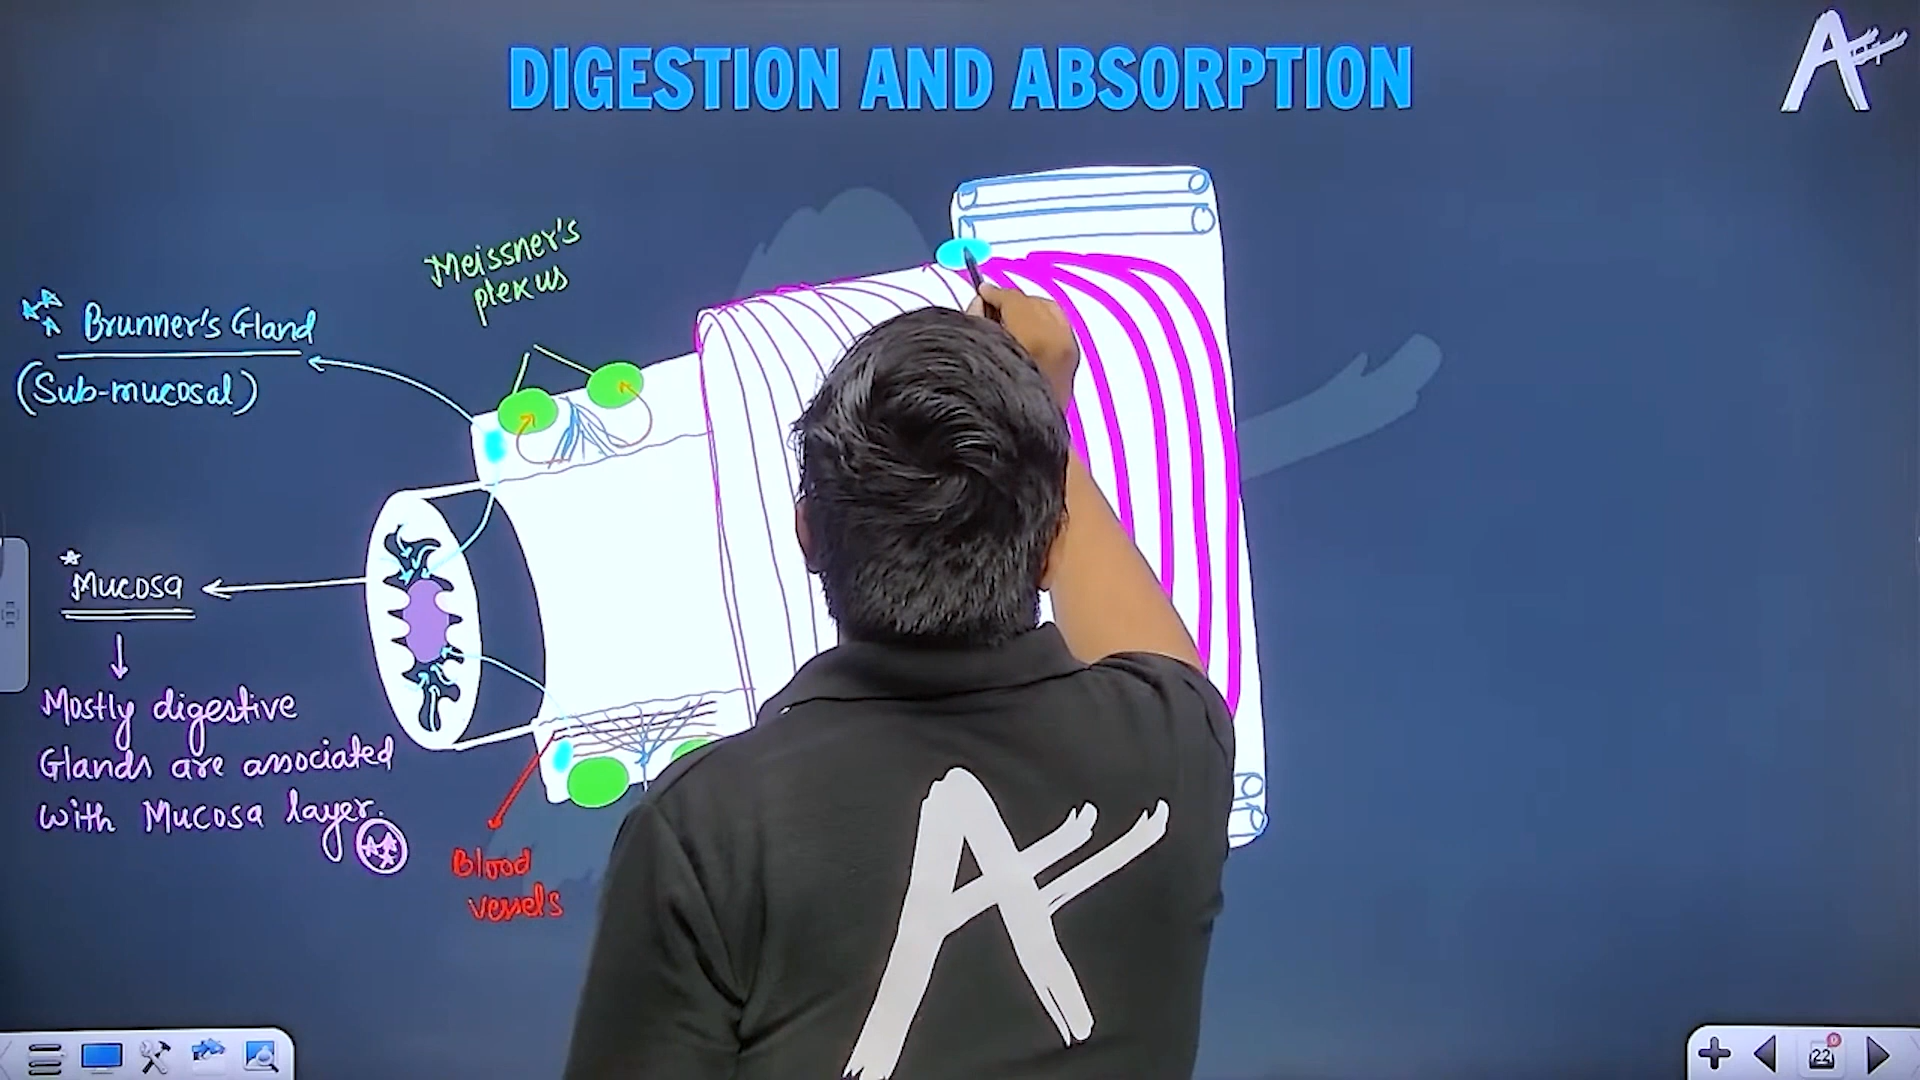 DIGESTION AND ABSORPTION
A++
Meissner's
plexus
Brunner's Gland
(Sub-mucosal)
Mucosa
Mostly digestive
Glands are associated
with Mucosa layer.
Blood
vessels
22